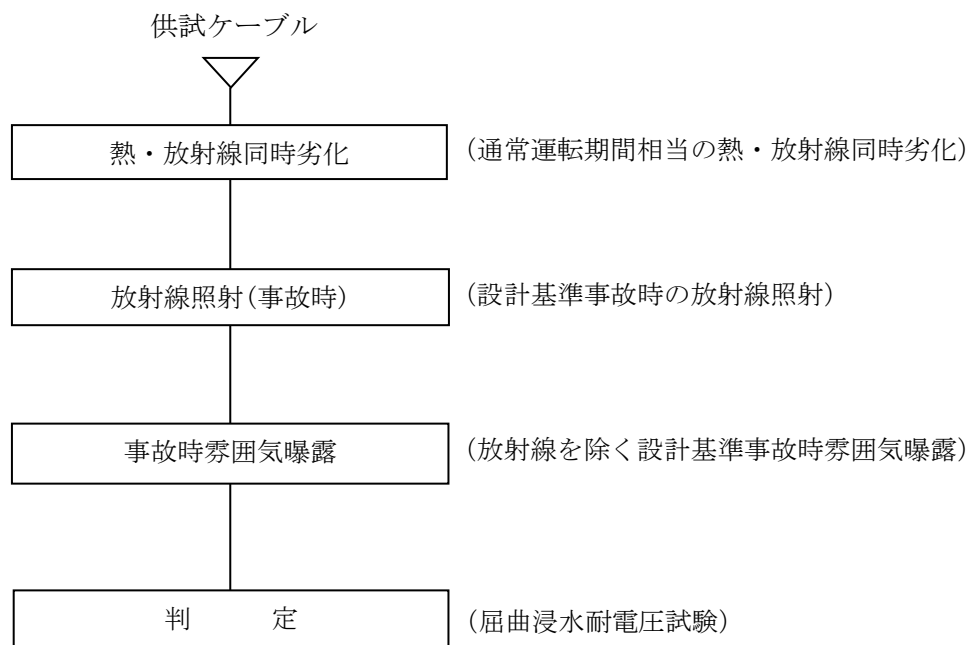 供試ケーブル
熱・放射線同時劣化
(通常運転期間相当の熱・放射線同時劣化)
放射線照射(事故時)
(設計基準事故時の放射線照射)
事故時雰囲気曝露
(放射線を除く設計基準事故時雰囲気曝露)
判　　　定
(屈曲浸水耐電圧試験)